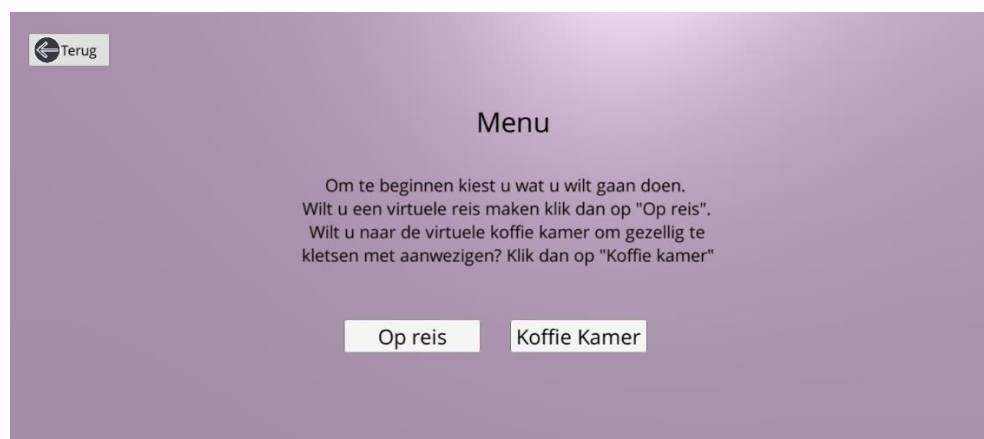 Terug
Menu
Om te beginnen kiest u wat u wilt gaan doen.
Wilt u een virtuele reis maken klik dan op "Op reis".
Wilt u naar de virtuele koffie kamer om gezellig te
kletsen met aanwezigen? Klik dan op "Koffie kamer"
Op reis
Koffie Kamer